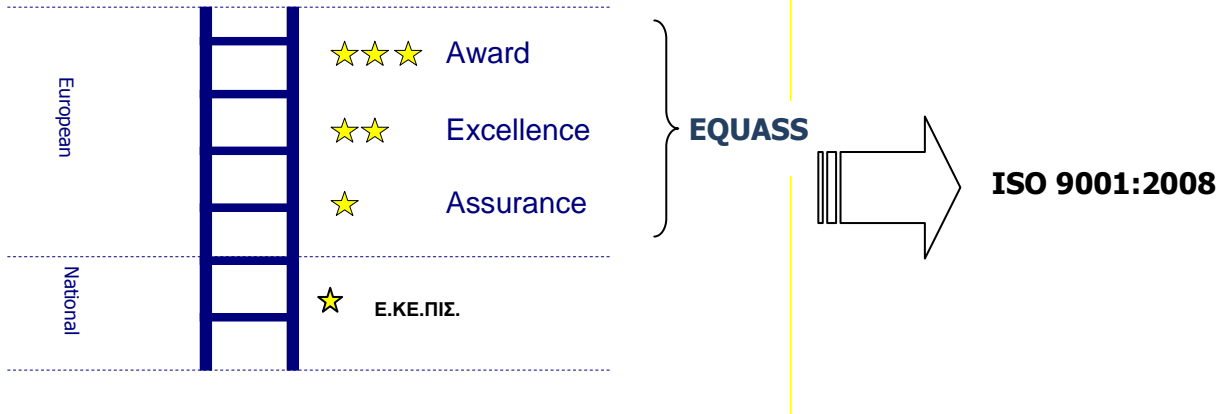 European
Award
Excellence
Assurance
EQUASS
ISO 9001:2008
National
Ε.ΚΕ.ΠΙΣ.